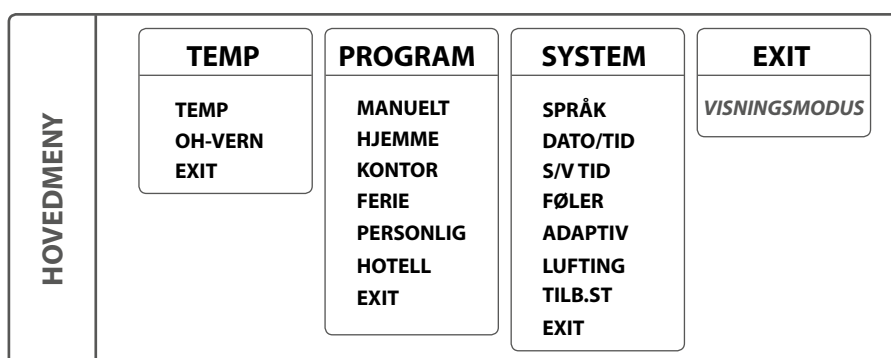 HOVEDMENY
TEMP
TEMP
OH-VERN
EXIT
PROGRAM
MANUELT
HJEMME
KONTOR
FERIE
PERSONLIG
HOTELL
EXIT
SYSTEM
SPRÅK
DATO/TID
S/V TID
FØLER
ADAPTIV
LUFTING
TILB.ST
EXIT
EXIT
VISNINGSMODUS